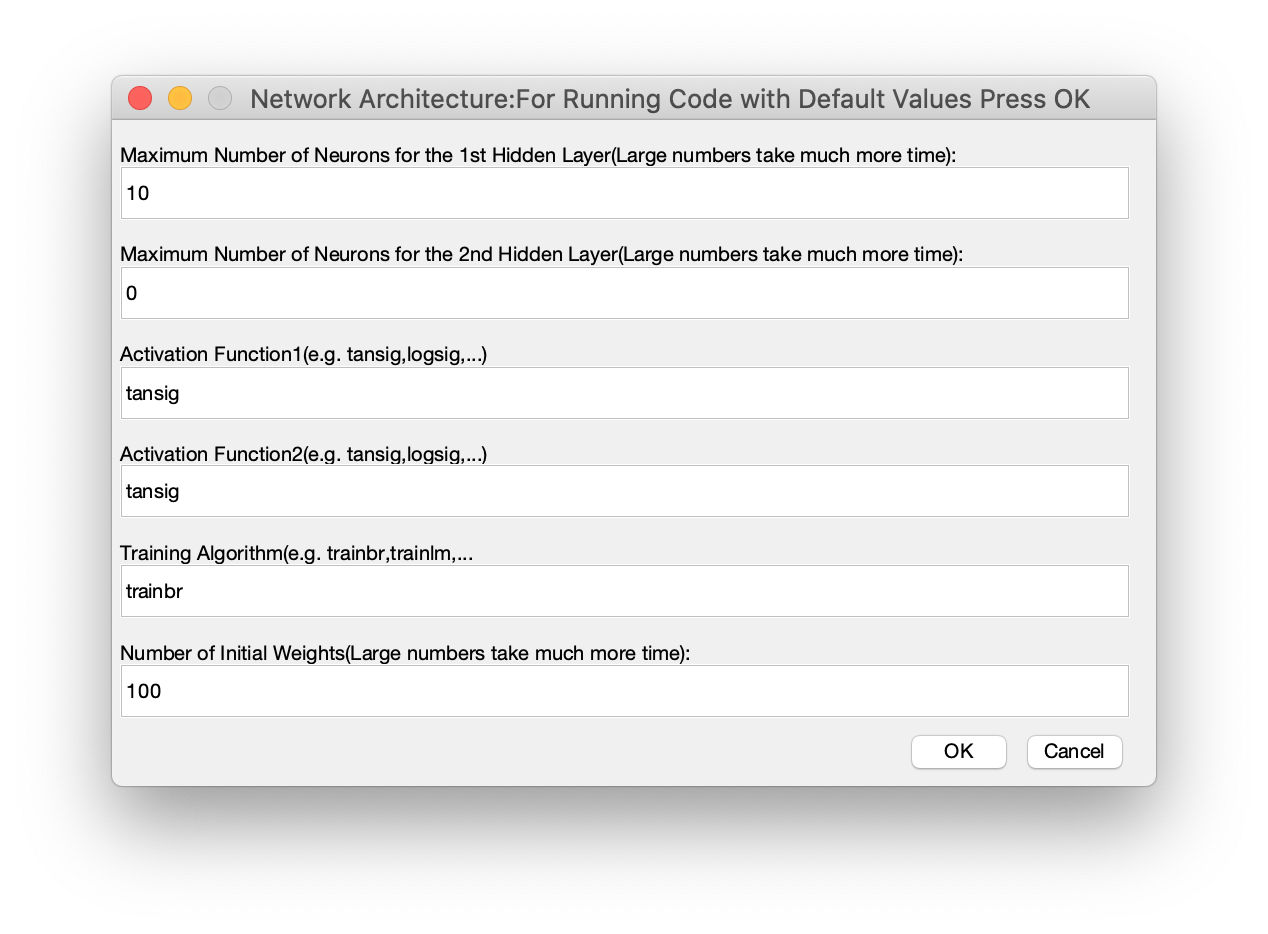 Network Architecture:For Running Code with Default Values Press OK
Maximum Number of Neurons for the 1st Hidden Layer(Large numbers take much more time):
10
Maximum Number of Neurons for the 2nd Hidden Layer(Large numbers take much more time):
0
Activation Function1(e.g. tansig,logsig,...)
tansig
Activation Function2(e.g. tansig,logsig,...)
tansig
Training Algorithm(e.g. trainbr,trainlm,...
trainbr
Number of Initial Weights(Large numbers take much more time):
100
OK Cancel